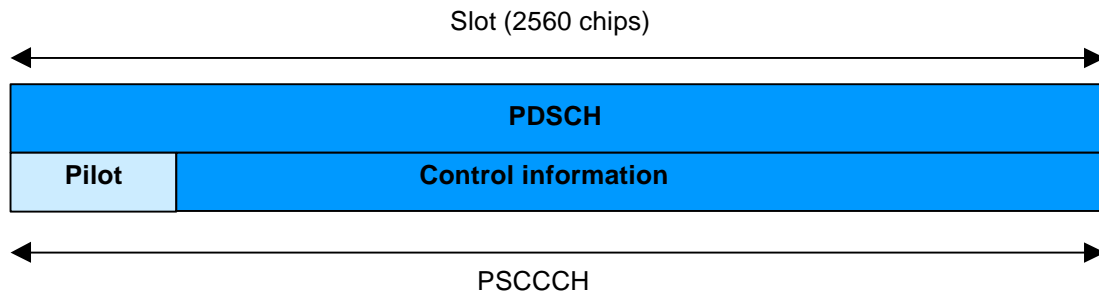 Slot (2560 chips)
PDSCH
Pilot Control information
PSCCCH